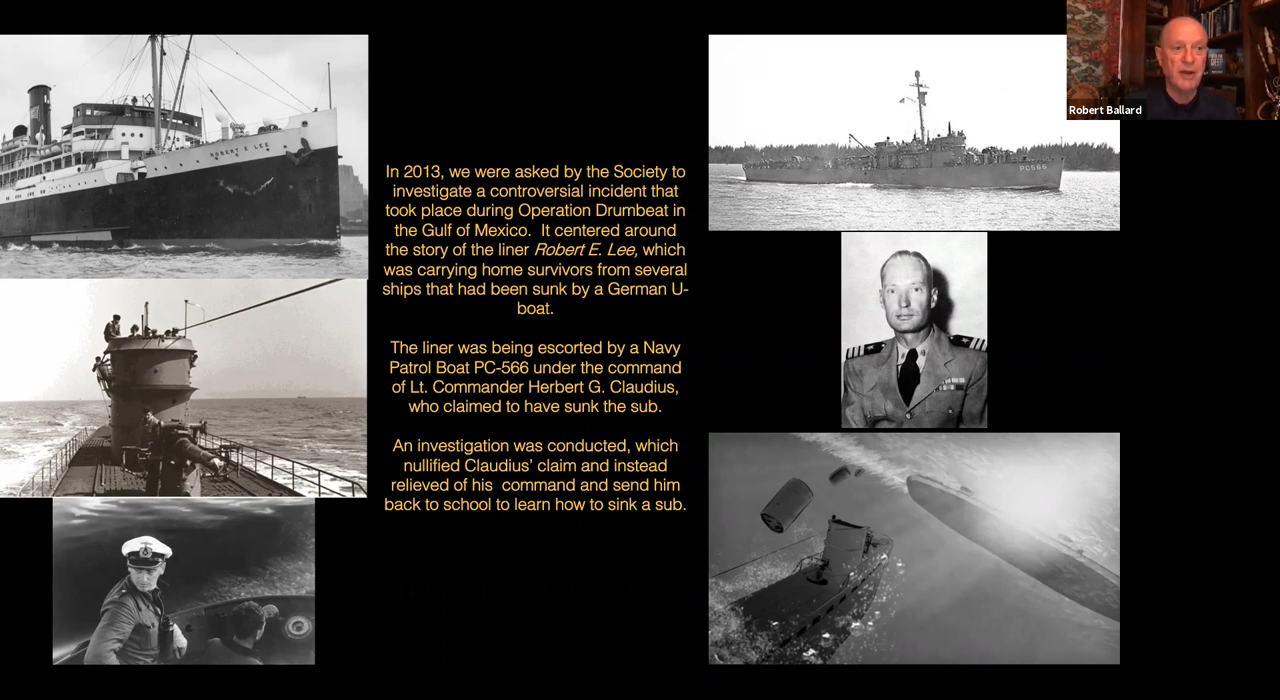 ROBERT E LEE
PC566
Robert Ballard
In 2013, we were asked by the Society to
investigate a controversial incident that
took place during Operation Drumbeat in
the Gulf of Mexico. It centered around
the story of the liner Robert E. Lee, which
was carrying home survivors from several
ships that had been sunk by a German U-
boat.
The liner was being escorted by a Navy
Patrol Boat PC-566 under the command
of Lt. Commander Herbert G. Claudius,
who claimed to have sunk the sub.
An investigation was conducted, which
nullified Claudius' claim and instead
relieved of his command and send him
back to school to learn how to sink a sub.